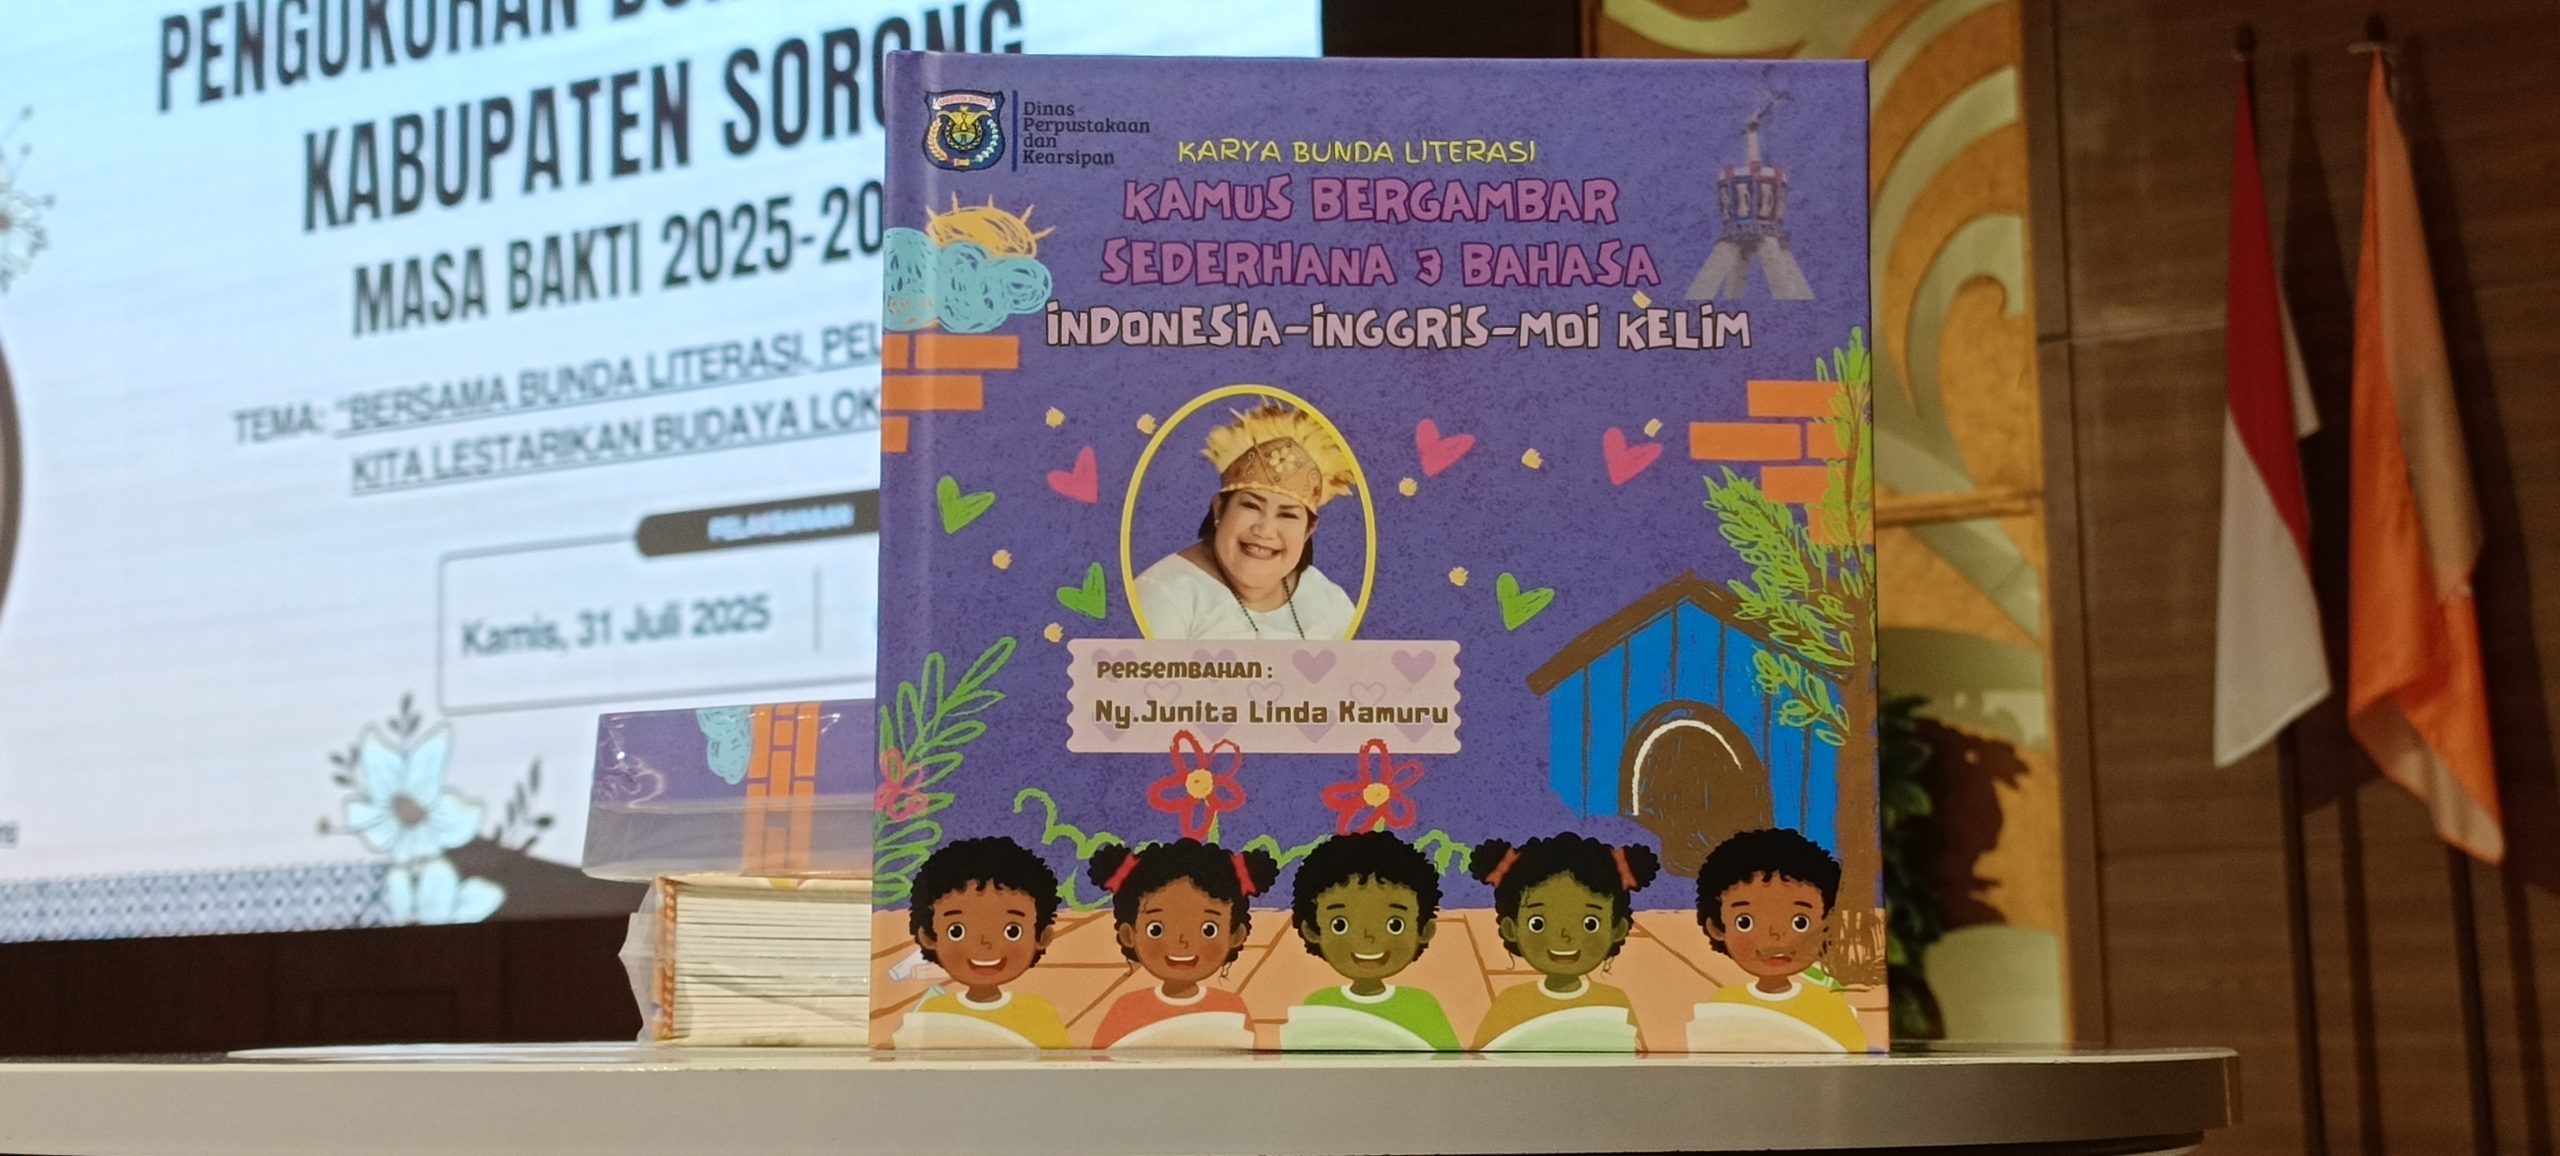 PENGUKUHAN
KABUPATEN SORONG
MASA BAKTI 2025-20
TEMA: "BERSAMA BUNDA LITERASI, PEL
KITA LESTARIKAN BUDAYA LOK
PELAKSANAAN
Kamis, 31 Juli 2025
Dinas
Perpustakaan
dan
Kearsipan
KARYA BUNDA LITERASI
KAMUS BERGAMBAR
SEDERHANA 3 BAHASA
INDONESIA-INGGRIS-MOI KELIM
PERSEMBAHAN :
Ny.Junita Linda Kamuru